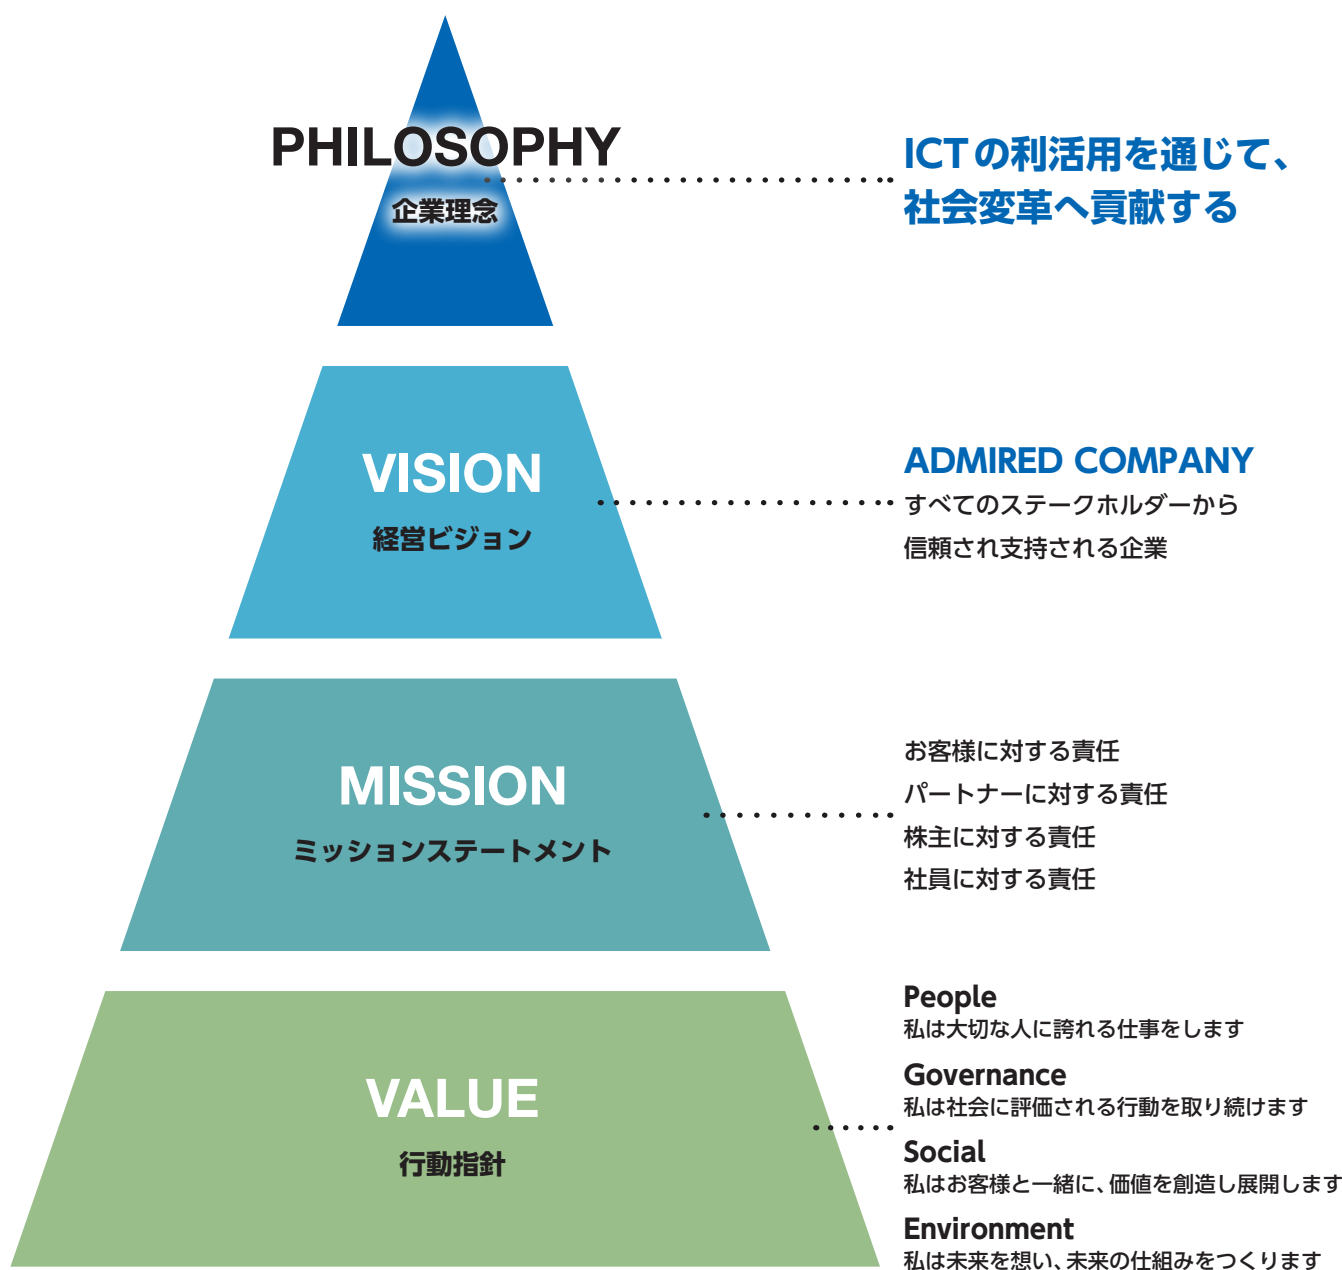 PHILOSOPHY
企業理念
ICTの利活用を通じて、
社会変革へ貢献する
VISION
経営ビジョン
ADMIRED COMPANY
すべてのステークホルダーから
信頼され支持される企業
MISSION
ミッションステートメント
お客様に対する責任
パートナーに対する責任
株主に対する責任
社員に対する責任
VALUE
行動指針
People
私は大切な人に誇れる仕事をします
Governance
私は社会に評価される行動を取り続けます
Social
私はお客様と一緒に、価値を創造し展開します
Environment
私は未来を想い、未来の仕組みをつくります